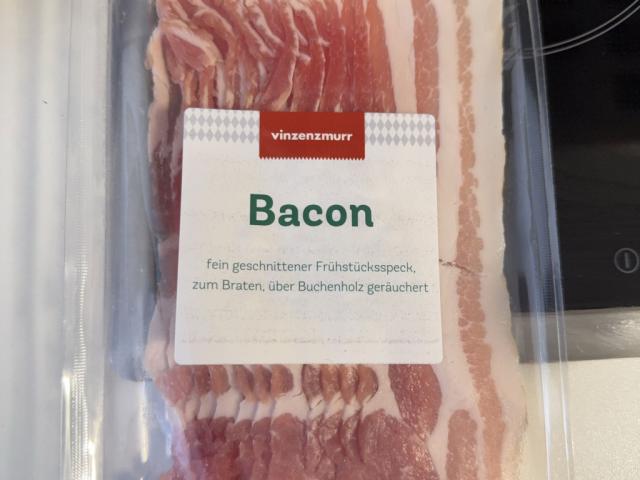 vinzenzmurr
Bacon
fein geschnittener Frühstücksspeck,
zum Braten, über Buchenholz geräuchert